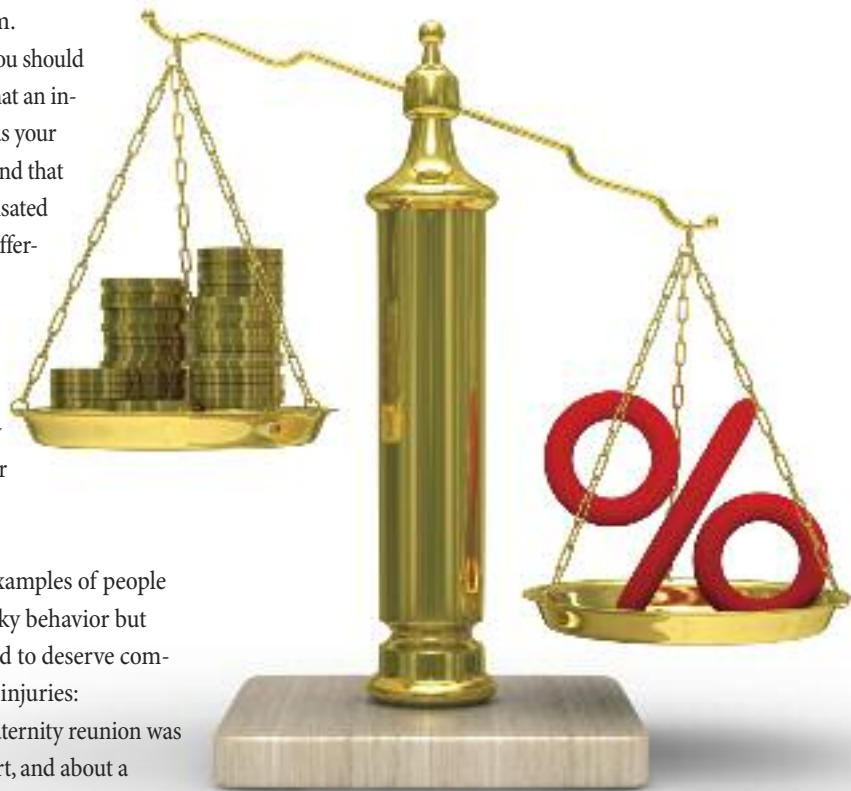 n.
ou should
at an in-
s your
nd that
sated
ffer-
r
%
xamples of people
ky behavior but
d to deserve com-
injuries:
aternity reunion was
rt, and about a